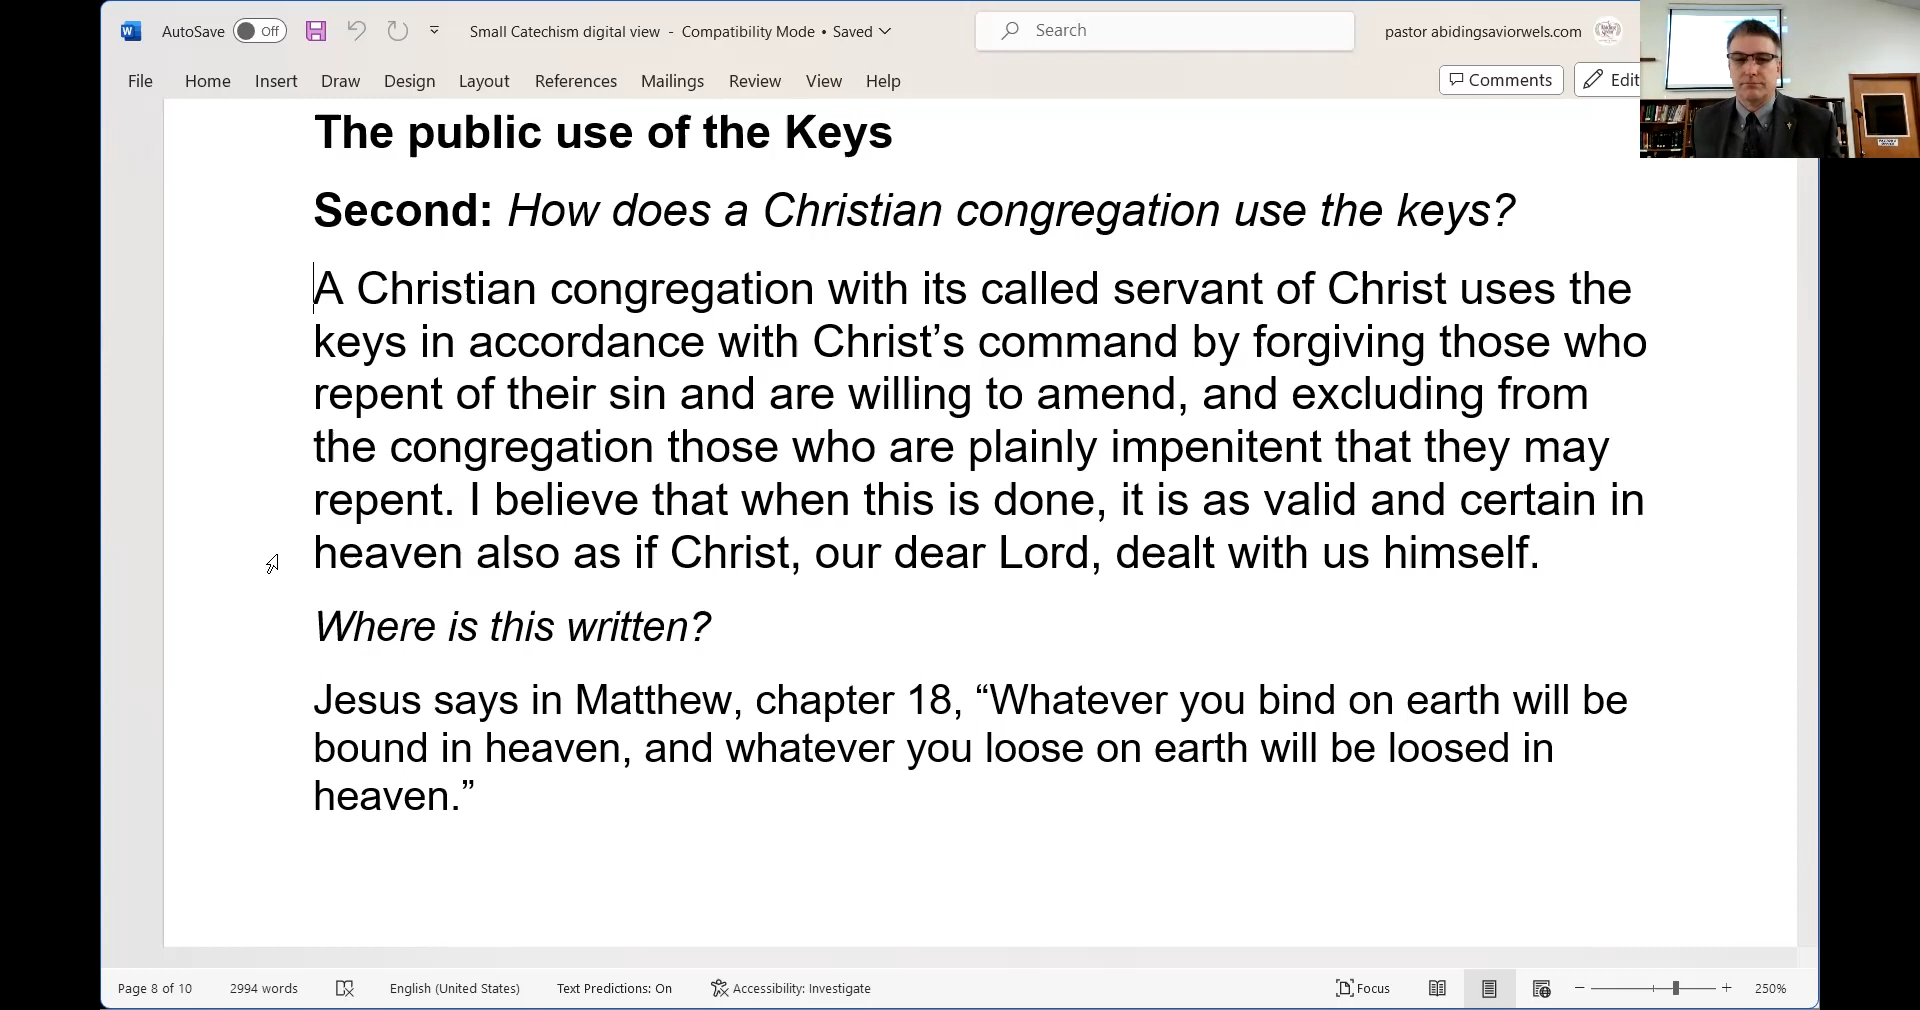 AutoSave Off Small Catechism digital view - Compatibility Mode • Saved Search pastor abidingsaviorwels.com
File Home Insert Draw Design Layout References Mailings Review View Help Comments Edit
The public use of the Keys
Second: How does a Christian congregation use the keys?
A Christian congregation with its called servant of Christ uses the
keys in accordance with Christ’s command by forgiving those who
repent of their sin and are willing to amend, and excluding from
the congregation those who are plainly impenitent that they may
repent. I believe that when this is done, it is as valid and certain in
heaven also as if Christ, our dear Lord, dealt with us himself.
Where is this written?
Jesus says in Matthew, chapter 18, “Whatever you bind on earth will be
bound in heaven, and whatever you loose on earth will be loosed in
heaven.”
Page 8 of 10 2994 words English (United States) Text Predictions: On Accessibility: Investigate Focus 250%